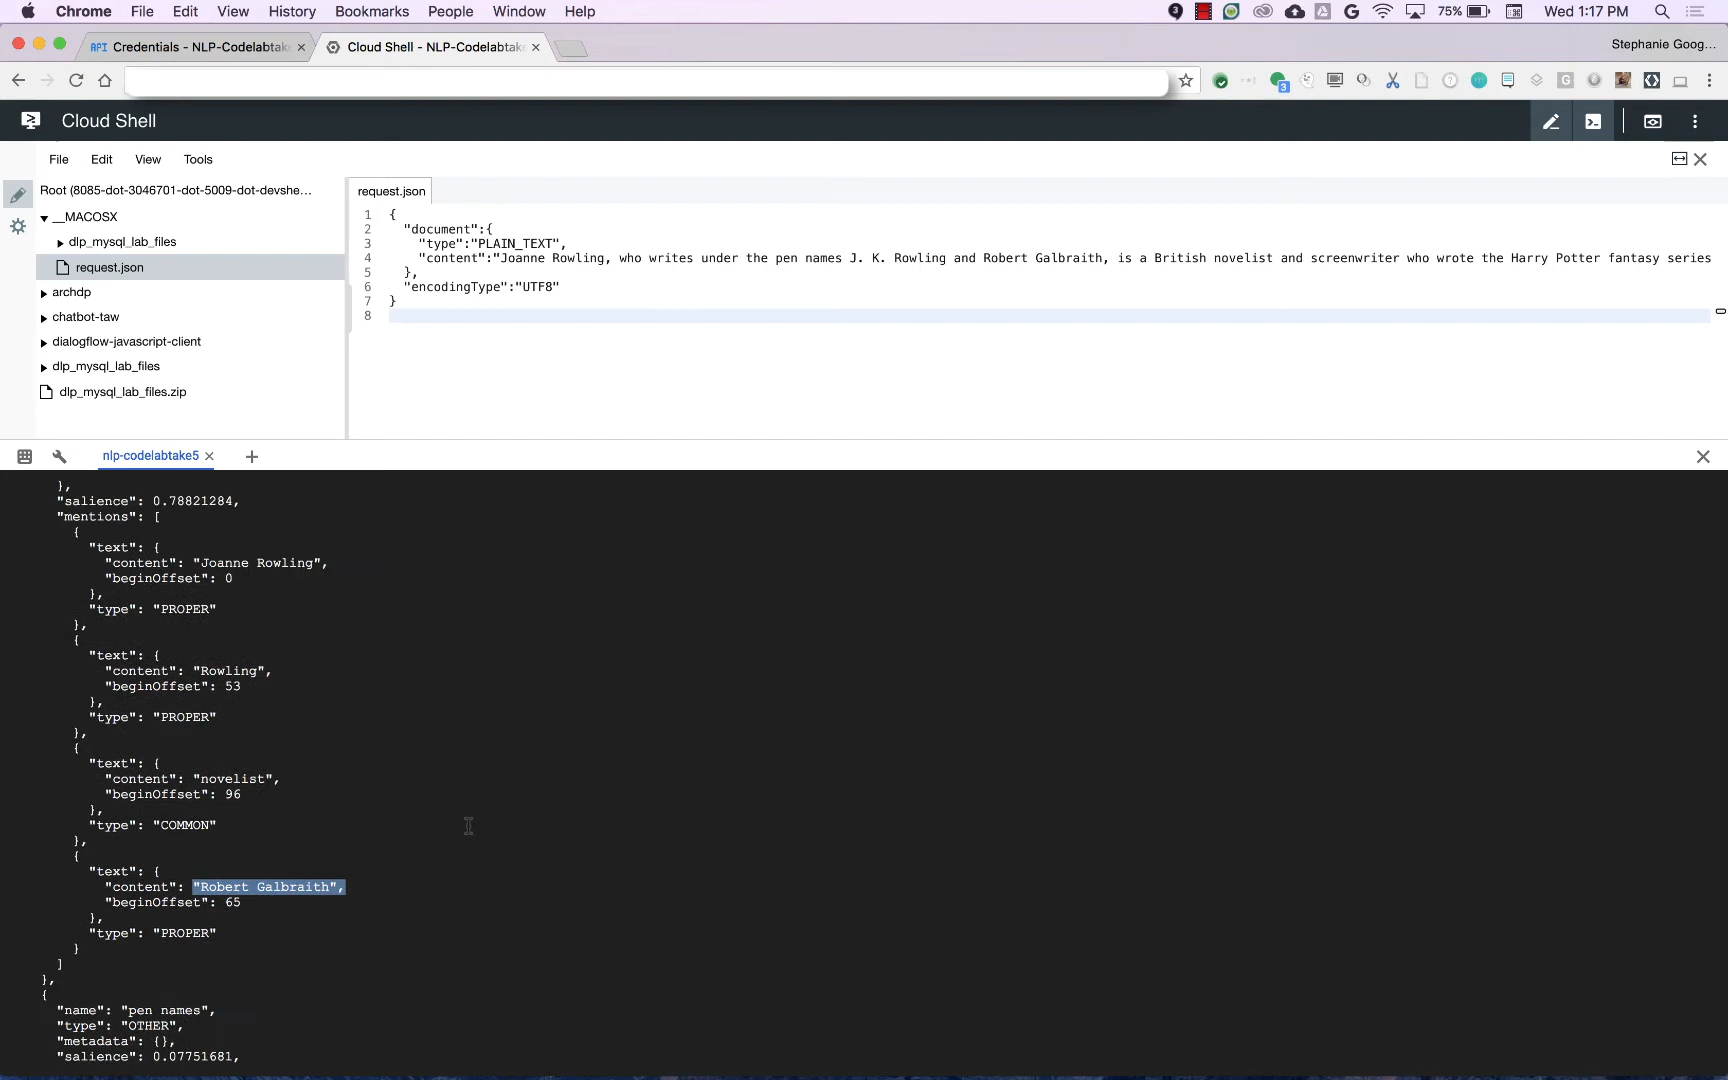 Chrome File Edit View History Bookmarks People Window Help 75% Wed 1:17 PM
API Credentials - NLP-Codelabtake Cloud Shell - NLP-Codelabtake Stephanie Goog...
3
Cloud Shell
File Edit View Tools
Root (8085-dot-3046701-dot-5009-dot-devshe... request.json
__MACOSX
dlp_mysql_lab_files
request.json
archdp
chatbot-taw
dialogflow-javascript-client
dlp_mysql_lab_files
dlp_mysql_lab_files.zip
1 {
2 "document":{
3 "type":"PLAIN_TEXT",
4 "content":"Joanne Rowling, who writes under the pen names J. K. Rowling and Robert Galbraith, is a British novelist and screenwriter who wrote the Harry Potter fantasy series
5 },
6 "encodingType":"UTF8"
7 }
8
nlp-codelabtake5
},
"salience": 0.78821284,
"mentions": [
{
"text": {
"content": "Joanne Rowling",
"beginOffset": 0
},
"type": "PROPER"
},
{
"text": {
"content": "Rowling",
"beginOffset": 53
},
"type": "PROPER"
},
{
"text": {
"content": "novelist",
"beginOffset": 96
},
"type": "COMMON"
},
{
"text": {
"content": "Robert Galbraith",
"beginOffset": 65
},
"type": "PROPER"
}
]
},
{
"name": "pen names",
"type": "OTHER",
"metadata": {},
"salience": 0.07751681,